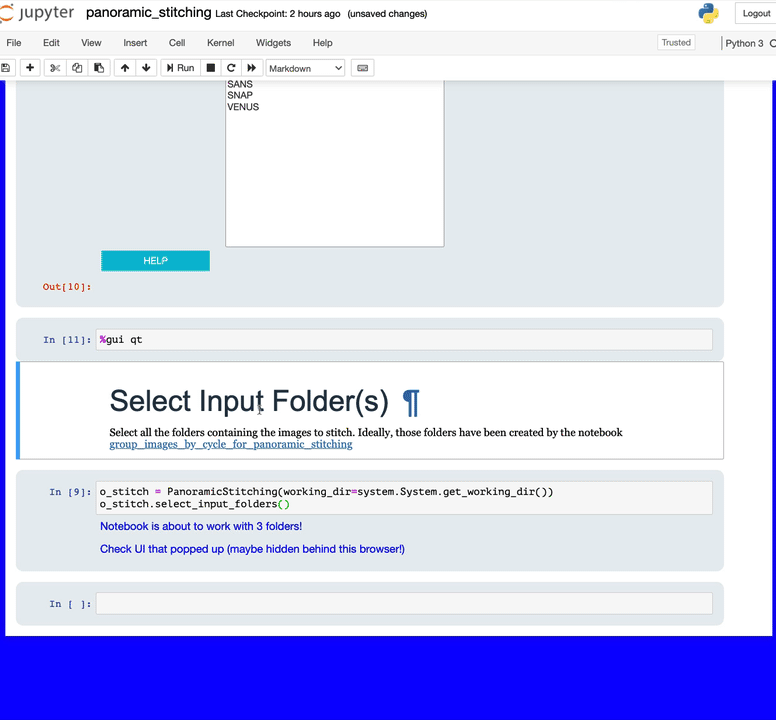 jupyter panoramic_stitching Last Checkpoint: 2 hours ago (unsaved changes) Logout
File Edit View Insert Cell Kernel Widgets Help Trusted Python 3
Run Markdown
SANS
SNAP
VENUS
HELP
Out[10]:
In [11]: %gui qt
Select Input Folder(s) ¶
Select all the folders containing the images to stitch. Ideally, those folders have been created by the notebook
group_images_by_cycle_for_panoramic_stitching
In [9]: o_stitch = PanoramicStitching(working_dir=system.System.get_working_dir())
o_stitch.select_input_folders()
Notebook is about to work with 3 folders!
Check UI that popped up (maybe hidden behind this browser!)
In [ ]: